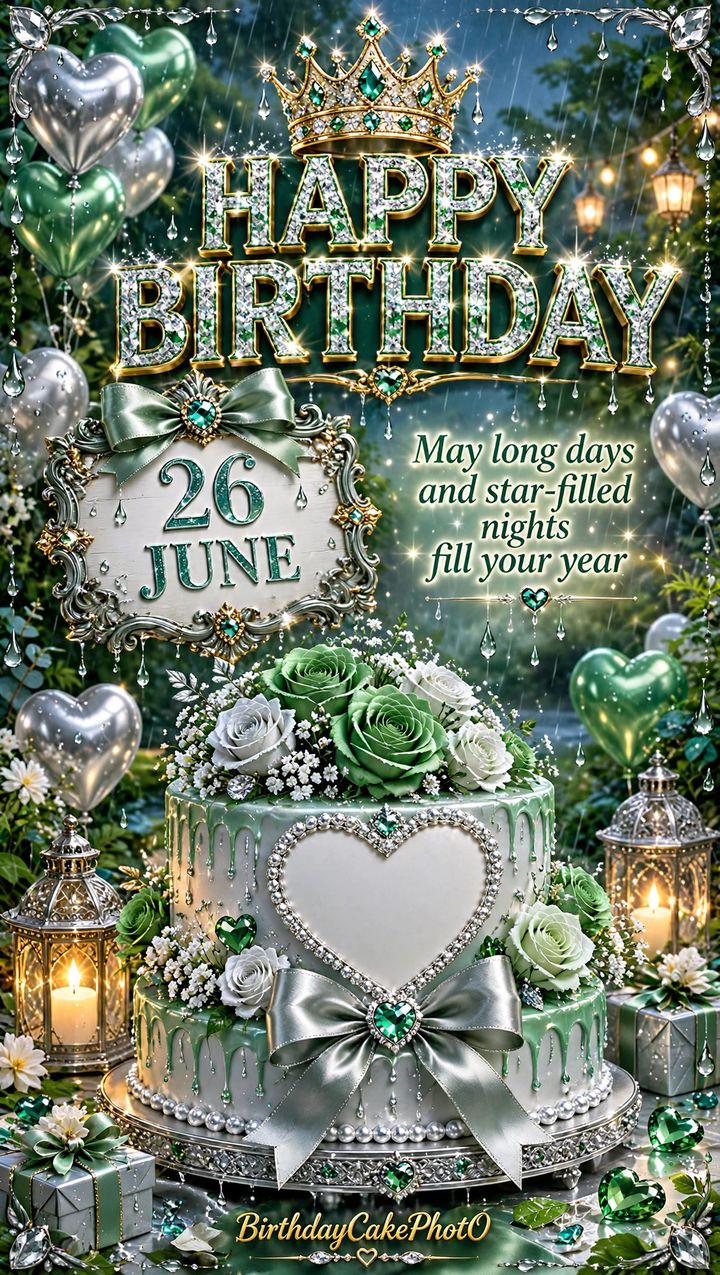 HAPPY
BIRTHDAY
26
JUNE
May long days
and star-filled
nights
fill your year
BirthdayCakePhotO